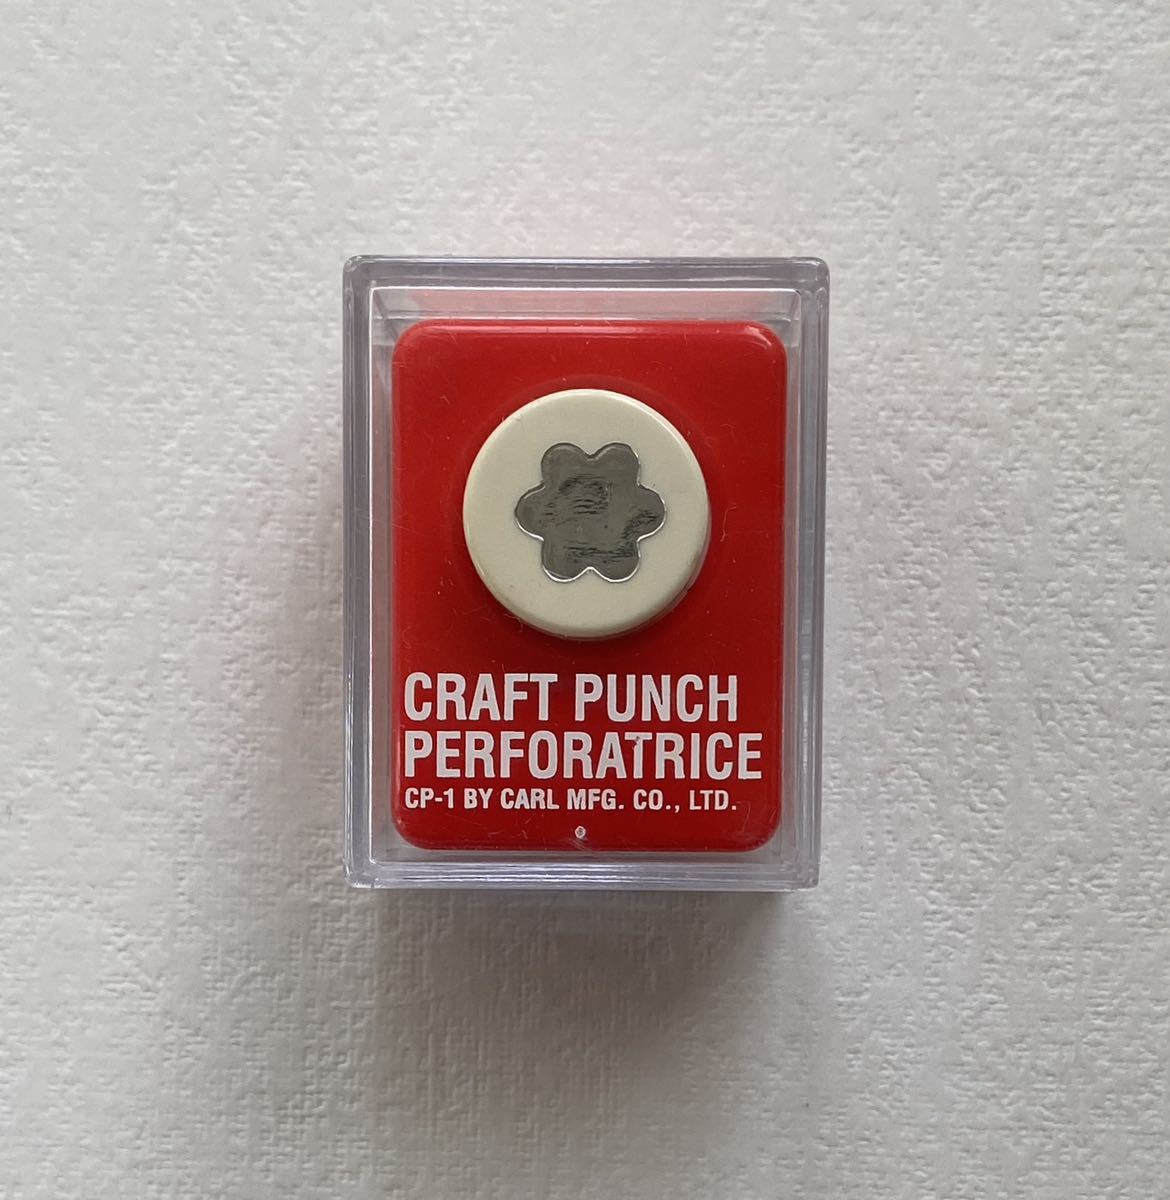 CRAFT PUNCH
PERFORATRICE
CP-1 BY CARL MFG. CO., LTD.